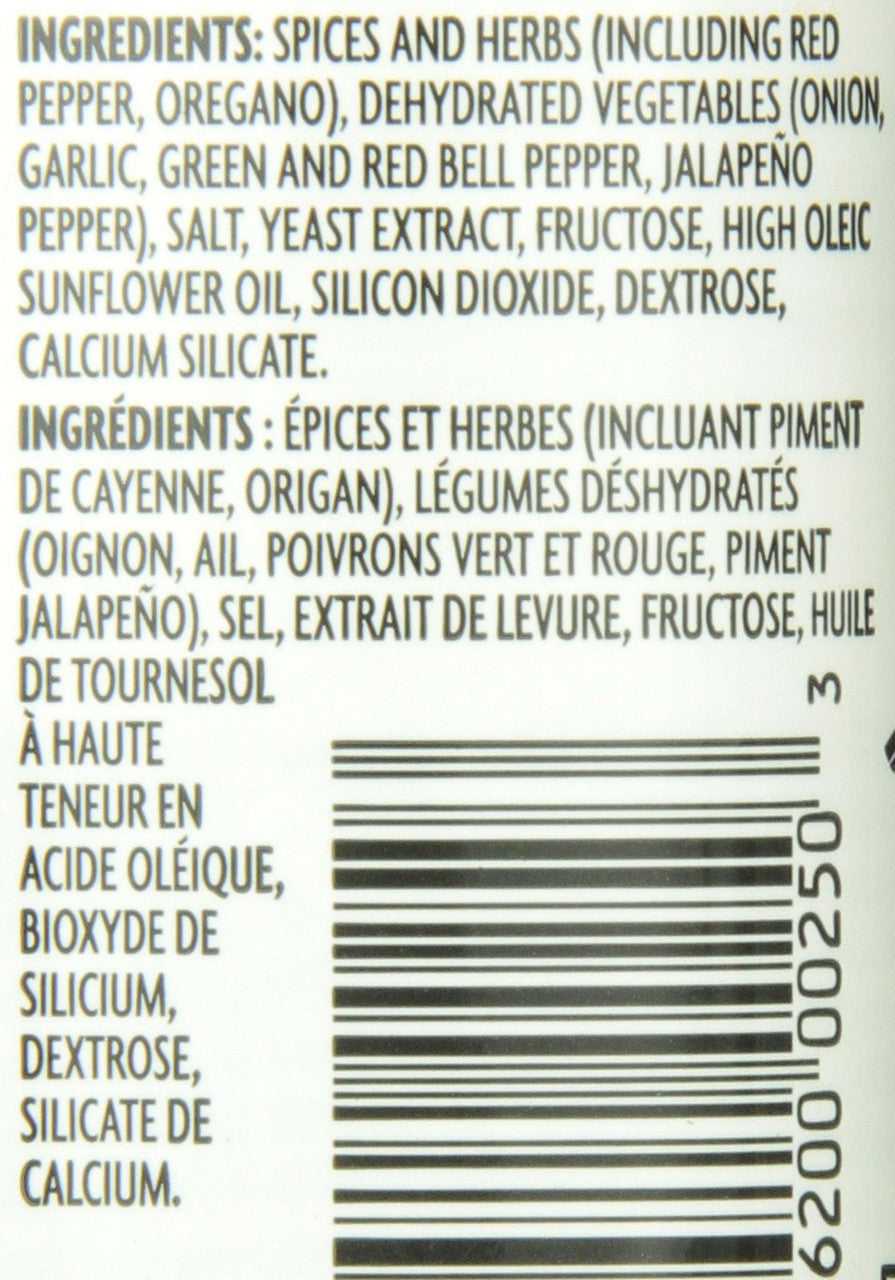 INGREDIENTS: SPICES AND HERBS (INCLUDING RED
PEPPER, OREGANO), DEHYDRATED VEGETABLES (ONION,
GARLIC, GREEN AND RED BELL PEPPER, JALAPEÑO
PEPPER), SALT, YEAST EXTRACT, FRUCTOSE, HIGH OLEIC
SUNFLOWER OIL, SILICON DIOXIDE, DEXTROSE,
CALCIUM SILICATE.
INGRÉDIENTS : ÉPICES ET HERBES (INCLUANT PIMENT
DE CAYENNE, ORIGAN), LÉGUMES DÉSHYDRATÉS
(OIGNON, AIL, POIVRONS VERT ET ROUGE, PIMENT
JALAPEÑO), SEL, EXTRAIT DE LEVURE, FRUCTOSE, HUILE
DE TOURNESOL
À HAUTE
TENEUR EN
ACIDE OLÉIQUE,
BIOXYDE DE
SILICIUM,
DEXTROSE,
SILICATE DE
CALCIUM.
6200 00250 3